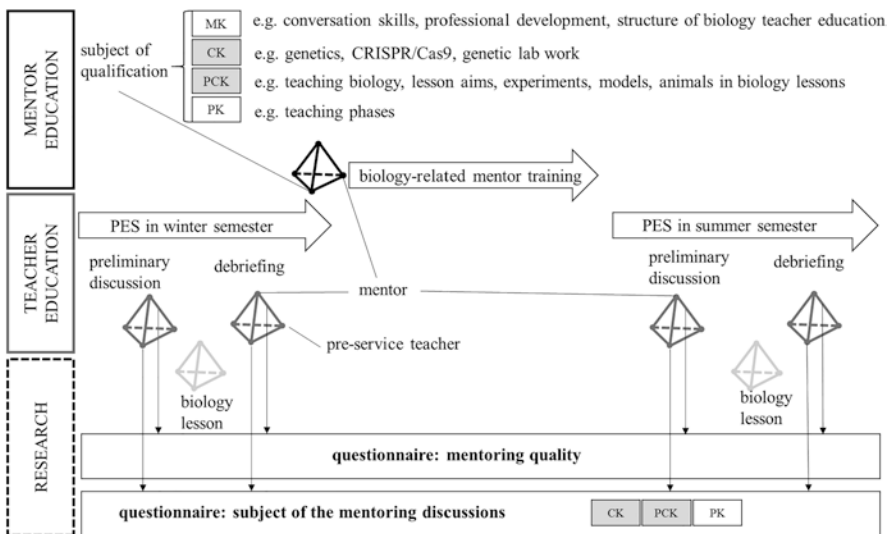 MENTOR
EDUCATION
subject of
qualification
MK e.g. conversation skills, professional development, structure of biology teacher education
CK e.g. genetics, CRISPR/Cas9, genetic lab work
PCK e.g. teaching biology, lesson aims, experiments, models, animals in biology lessons
PK e.g. teaching phases
biology-related mentor training
TEACHER
EDUCATION
PES in winter semester
PES in summer semester
preliminary
discussion
debriefing
mentor
preliminary
discussion
debriefing
pre-service teacher
biology
lesson
biology
lesson
RESEARCH
questionnaire: mentoring quality
questionnaire: subject of the mentoring discussions
CK PCK PK